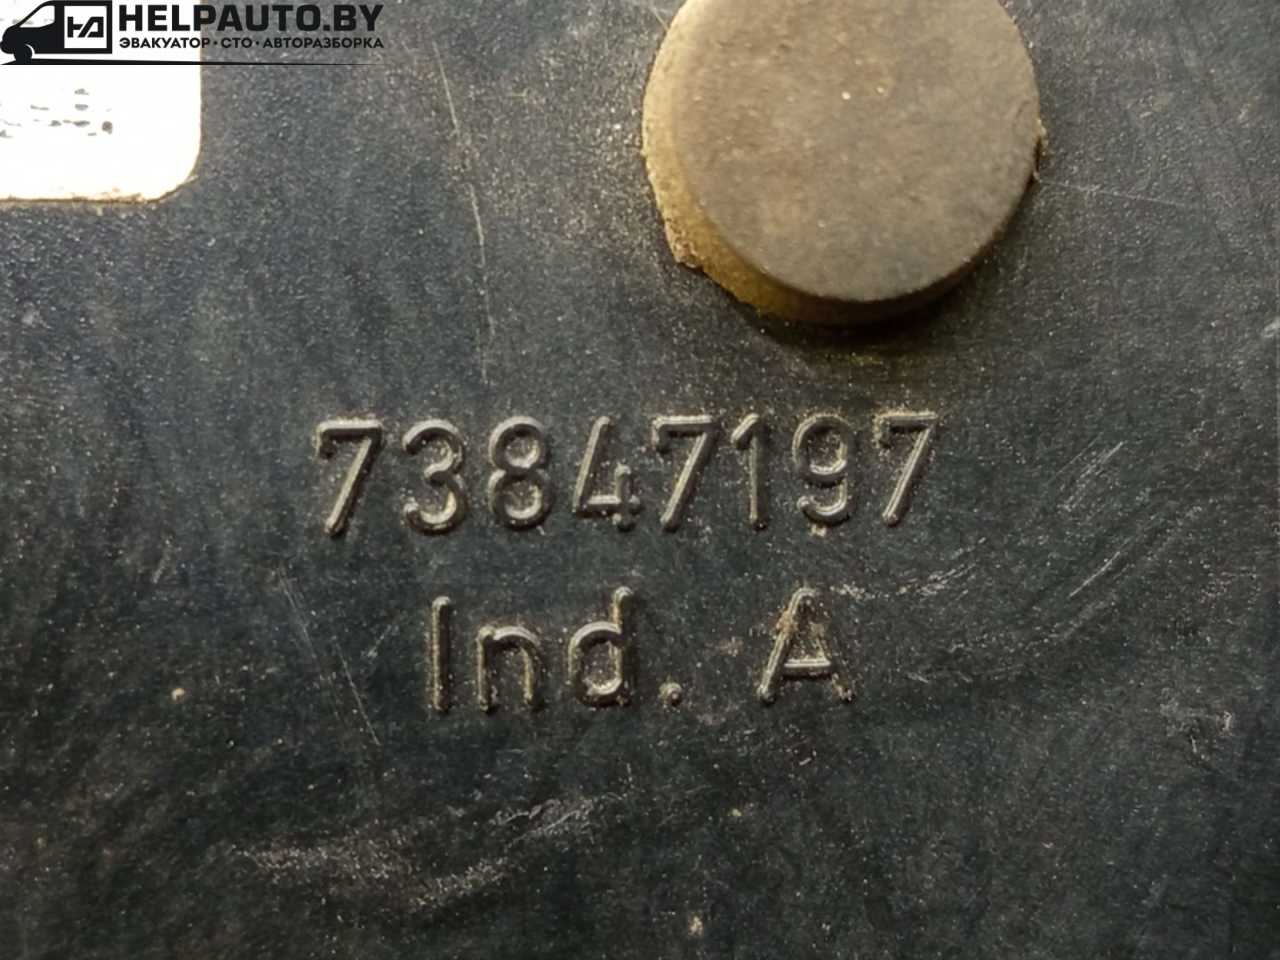 HELPAUTO.BY
ЭВАКУАТОР · СТО · АВТОРАЗБОРКА
73847197
Ind. A